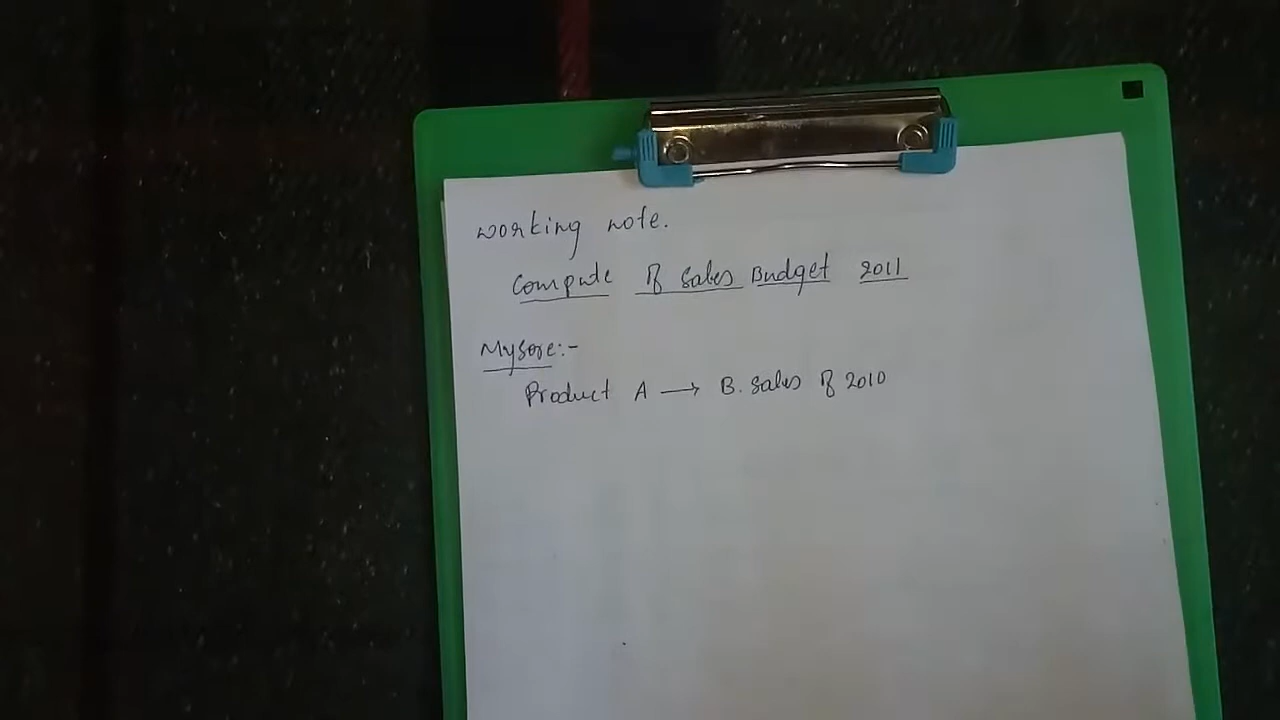 working note.
Compute of Sales Budget 2011
Mysore:-
Product A → B. Sales of 2010